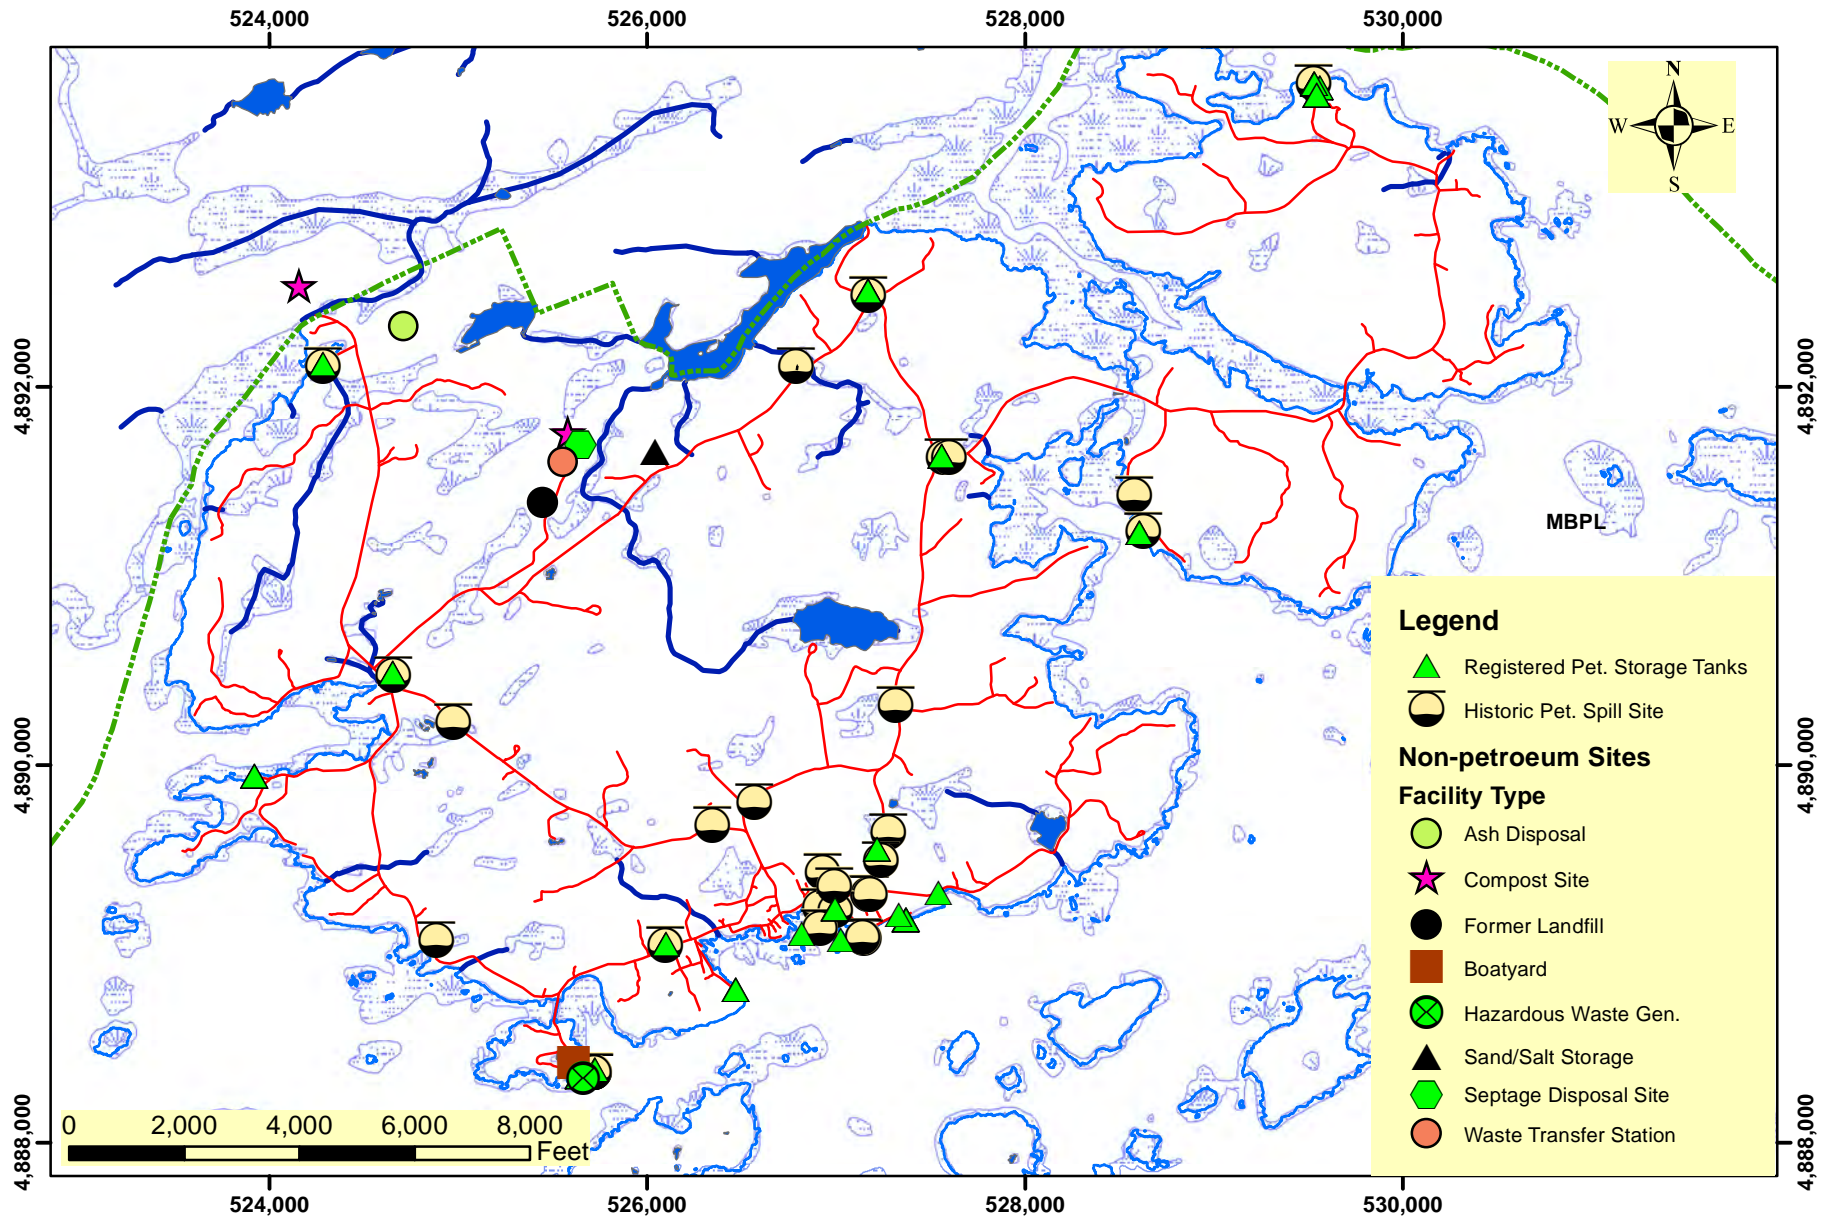 524,000 526,000 528,000 530,000
N
W E
S
4,892,000 4,892,000
MBPL
Legend
Registered Pet. Storage Tanks
Historic Pet. Spill Site
Non-petroeum Sites
Facility Type
4,890,000 4,890,000
Ash Disposal
Compost Site
Former Landfill
Boatyard
Hazardous Waste Gen.
Sand/Salt Storage
Septage Disposal Site
Waste Transfer Station
0 2,000 4,000 6,000 8,000
Feet
4,888,000 4,888,000
524,000 526,000 528,000 530,000